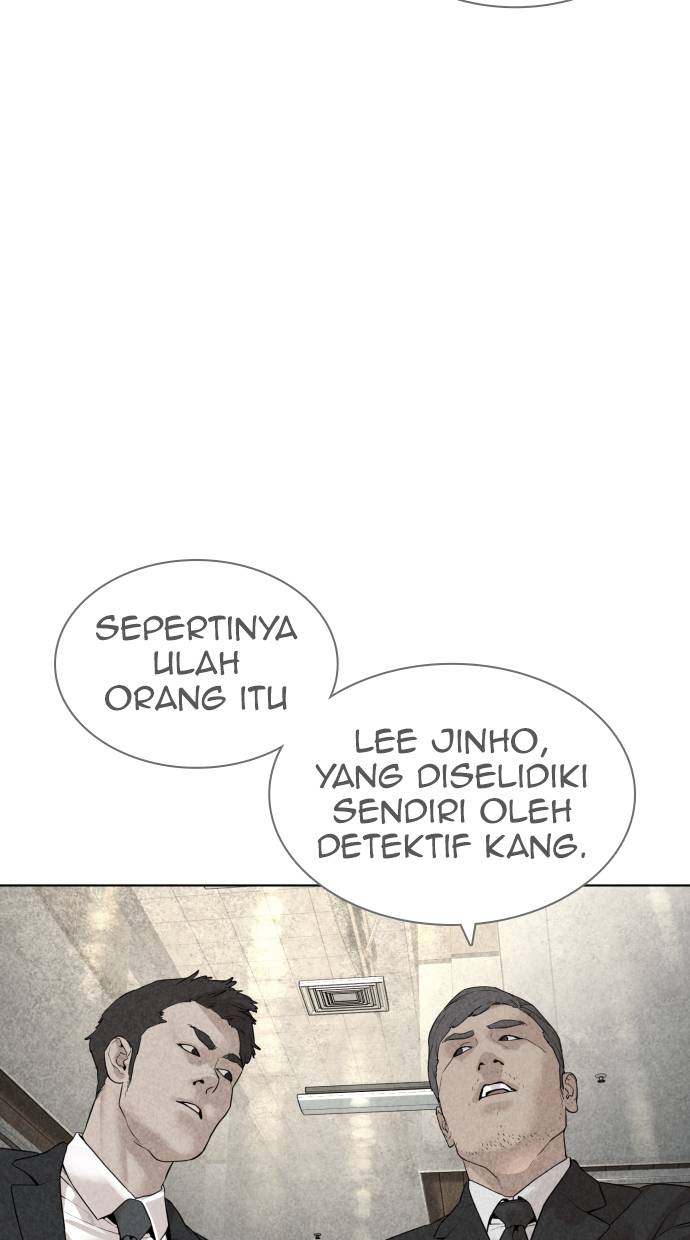 SEPERTINYA
ULAH
ORANG ITU
LEE JINHO,
YANG DISELIDIKI
SENDIRI OLEH
DETEKTIF KANG.